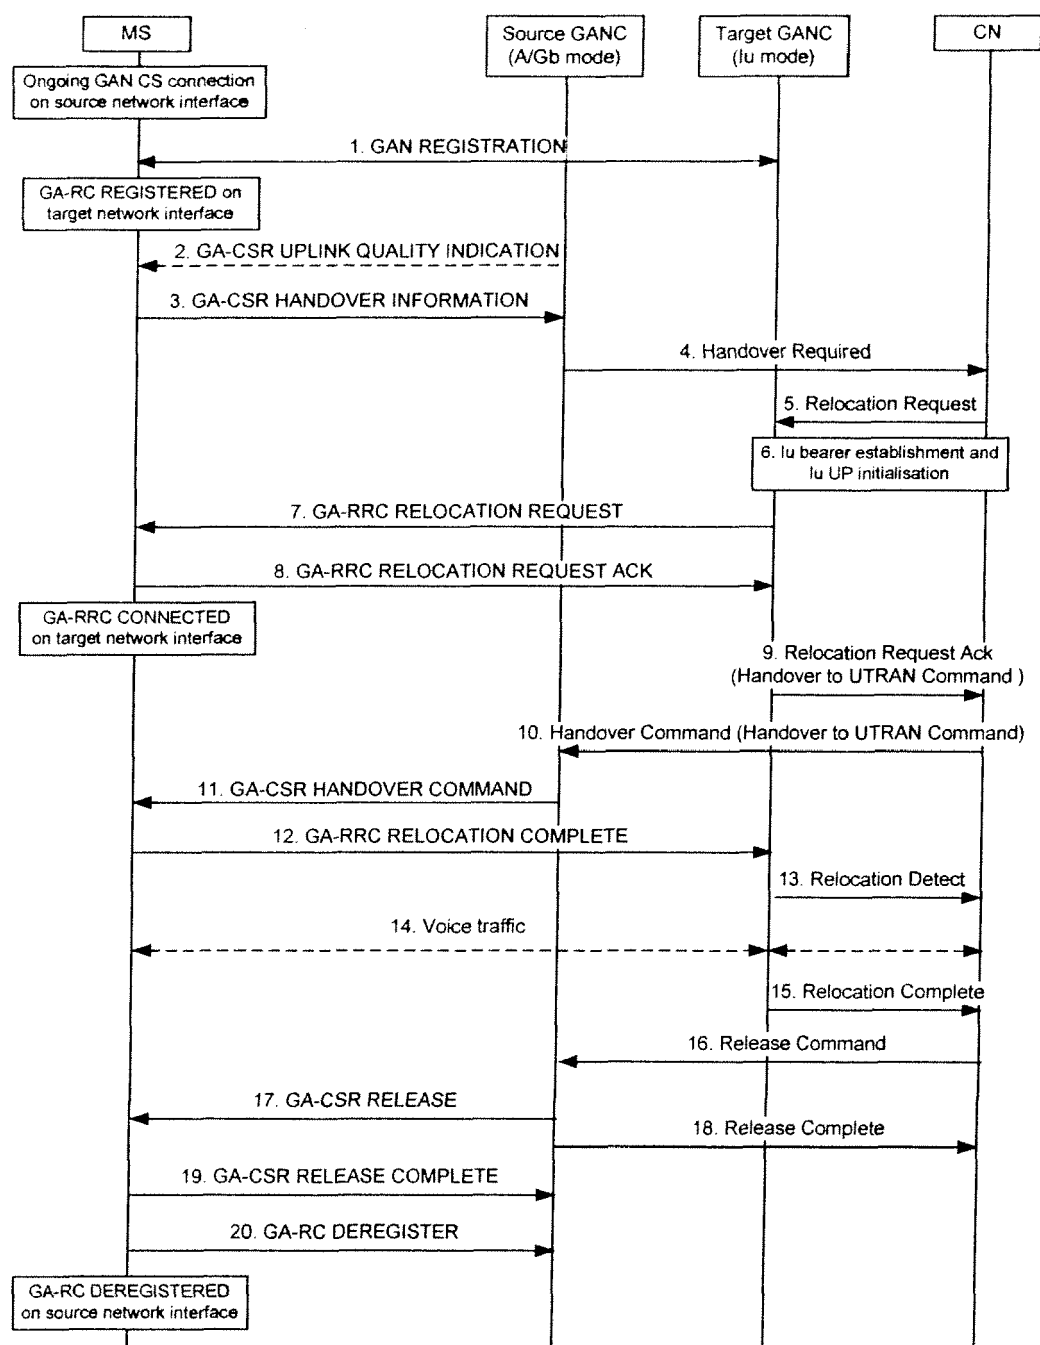 MS
Source GANC
(A/Gb mode)
Target GANC
(Iu mode)
CN
Ongoing GAN CS connection
on source network interface
1. GAN REGISTRATION
GA-RC REGISTERED on
target network interface
2. GA-CSR UPLINK QUALITY INDICATION
3. GA-CSR HANDOVER INFORMATION
4. Handover Required
5. Relocation Request
6. Iu bearer establishment and
Iu UP initialisation
7. GA-RRC RELOCATION REQUEST
8. GA-RRC RELOCATION REQUEST ACK
GA-RRC CONNECTED
on target network interface
9. Relocation Request Ack
(Handover to UTRAN Command )
10. Handover Command (Handover to UTRAN Command)
11. GA-CSR HANDOVER COMMAND
12. GA-RRC RELOCATION COMPLETE
13. Relocation Detect
14. Voice traffic
15. Relocation Complete
16. Release Command
17. GA-CSR RELEASE
18. Release Complete
19. GA-CSR RELEASE COMPLETE
20. GA-RC DEREGISTER
GA-RC DEREGISTERED
on source network interface